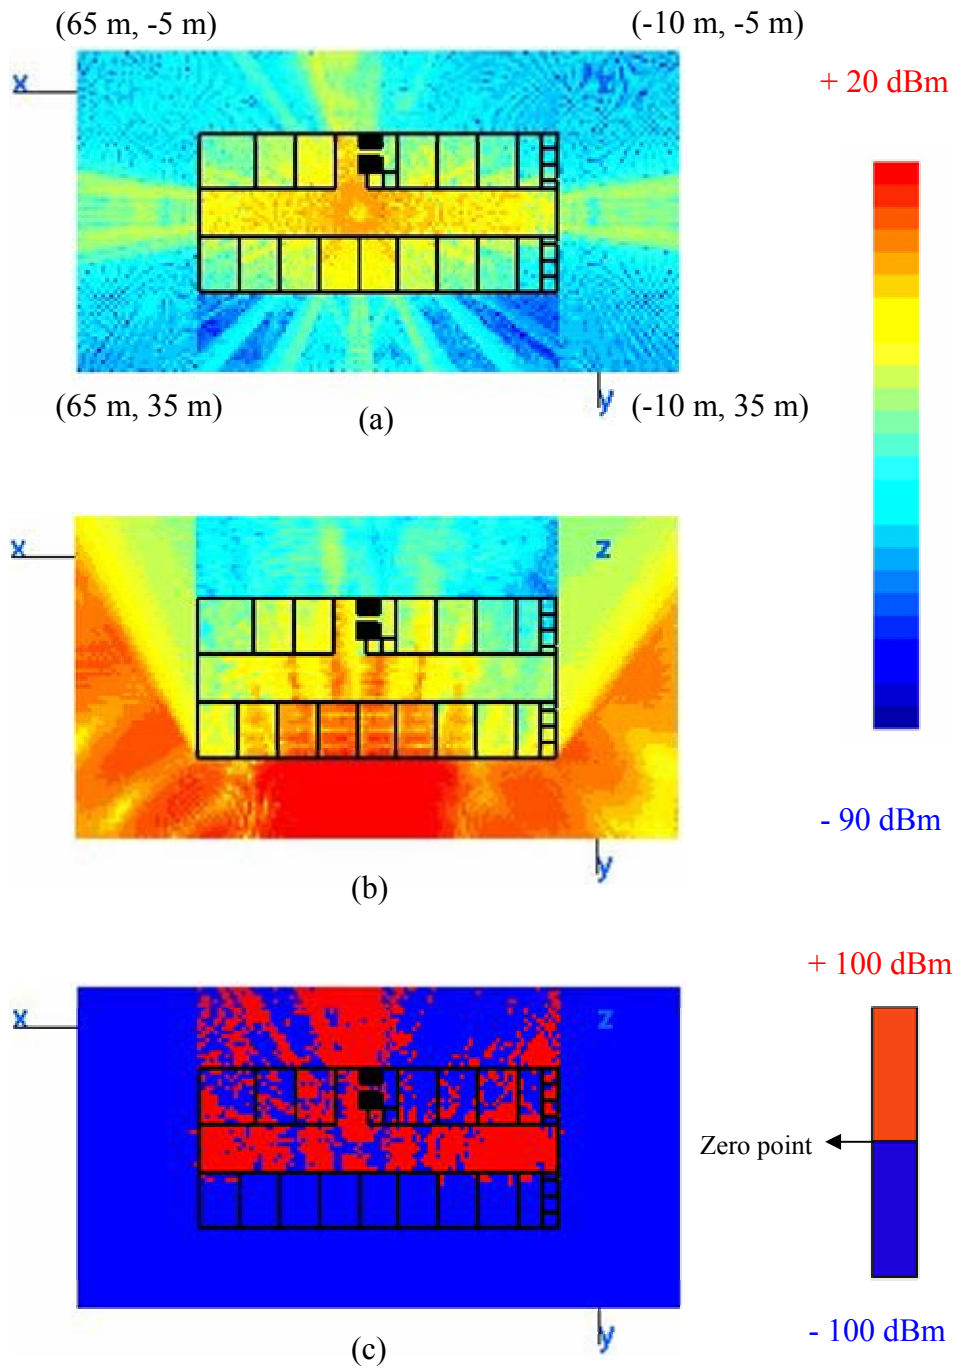 (65 m, -5 m)
(-10 m, -5 m)
x
+ 20 dBm
(65 m, 35 m)
y
(-10 m, 35 m)
(a)
x
z
- 90 dBm
y
(b)
+ 100 dBm
x
z
Zero point
y
- 100 dBm
(c)